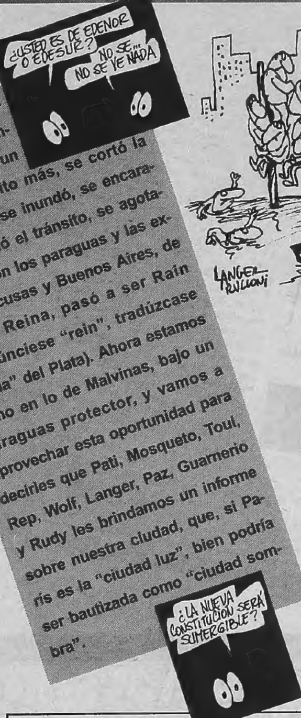 ¿USTED ES DE EDENOR
O EDESUR?
NO SE...
NO SE VE NADA
un
ito más, se cortó la
se inundó, se encara-
ó el tránsito, se agota-
n los paraguas y las ex-
cusas y Buenos Aires, de
Reina, pasó a ser Rain
únciese "rein", tradúzcase
ia" del Plata). Ahora estamos
no en lo de Malvinas, bajo un
araguas protector, y vamos a
provechar esta oportunidad para
decirles que Pati, Mosqueto, Toul,
Rep, Wolf, Langer, Paz, Guarnerio
y Rudy les brindamos un informe
sobre nuestra ciudad, que, si Pa-
rís es la "ciudad luz", bien podría
ser bautizada como "ciudad som-
bra".
LANGER
¿LA NUEVA
CONSTITUCIÓN SERÁ
SUMERGIBLE?